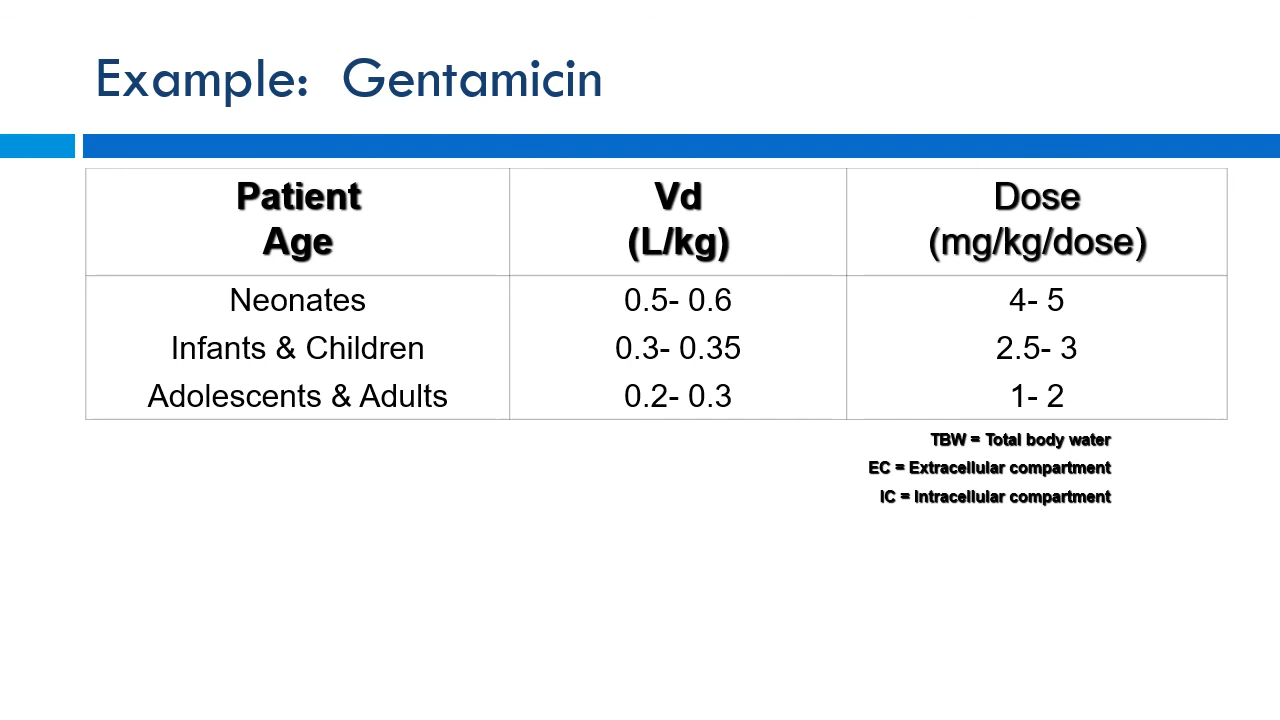 Example:  Gentamicin
Patient Age	Vd (L/kg)	Dose (mg/kg/dose)
Neonates	0.5- 0.6	4- 5
Infants & Children	0.3- 0.35	2.5- 3
Adolescents & Adults	0.2- 0.3	1- 2
TBW = Total body water
EC = Extracellular compartment
IC = Intracellular compartment